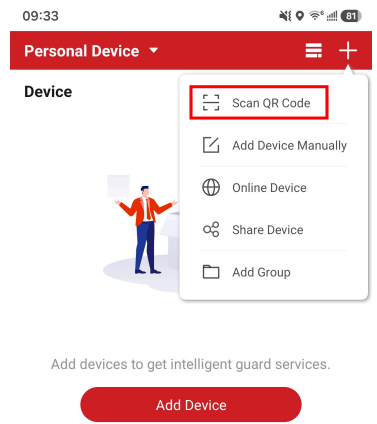 09:33
81
Personal Device
Device
Scan QR Code
Add Device Manually
Online Device
Share Device
Add Group
Add devices to get intelligent guard services.
Add Device